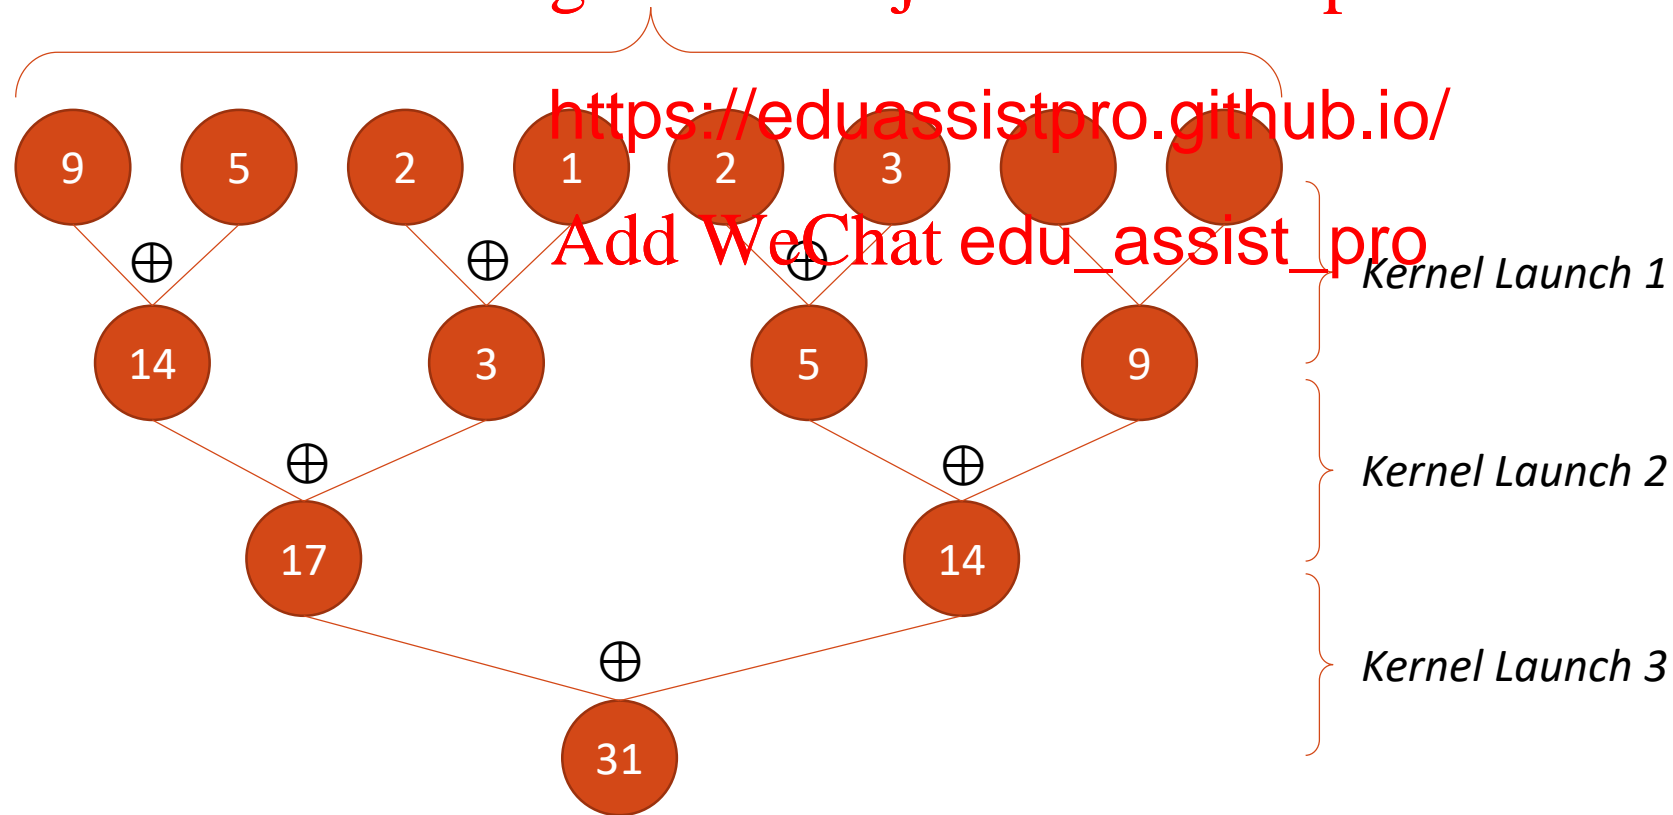 https://eduassistpro.github.io/
9 5 2 1 2 3
Add WeChat edu_assist_pro
⊕ ⊕ ⊕
Kernel Launch 1
14 3 5 9
⊕ ⊕
Kernel Launch 2
17 14
⊕
Kernel Launch 3
31